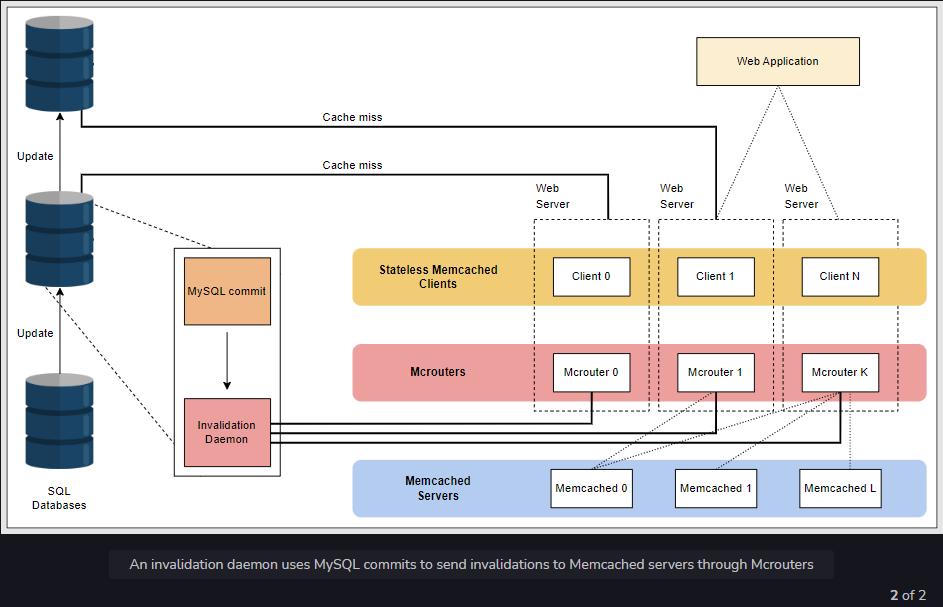 Web Application
Cache miss
Update
Cache miss
Web
Server
Web
Server
Web
Server
Stateless Memcached
Clients
Client 0
Client 1
Client N
MySQL commit
Update
Mcrouters
Mcrouter 0
Mcrouter 1
Mcrouter K
Invalidation
Daemon
Memcached
Servers
Memcached 0
Memcached 1
Memcached L
SQL
Databases
An invalidation daemon uses MySQL commits to send invalidations to Memcached servers through Mcrouters
2 of 2